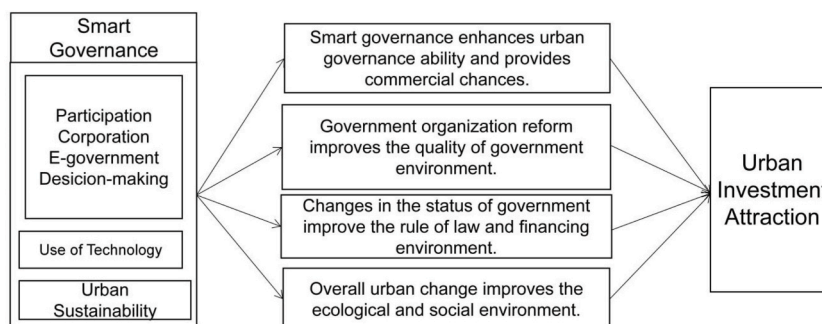 Smart
Governance
Participation
Corporation
E-government
Desicion-making
Use of Technology
Urban
Sustainability
Smart governance enhances urban
governance ability and provides
commercial chances.
Government organization reform
improves the quality of government
environment.
Changes in the status of government
improve the rule of law and financing
environment.
Overall urban change improves the
ecological and social environment.
Urban
Investment
Attraction